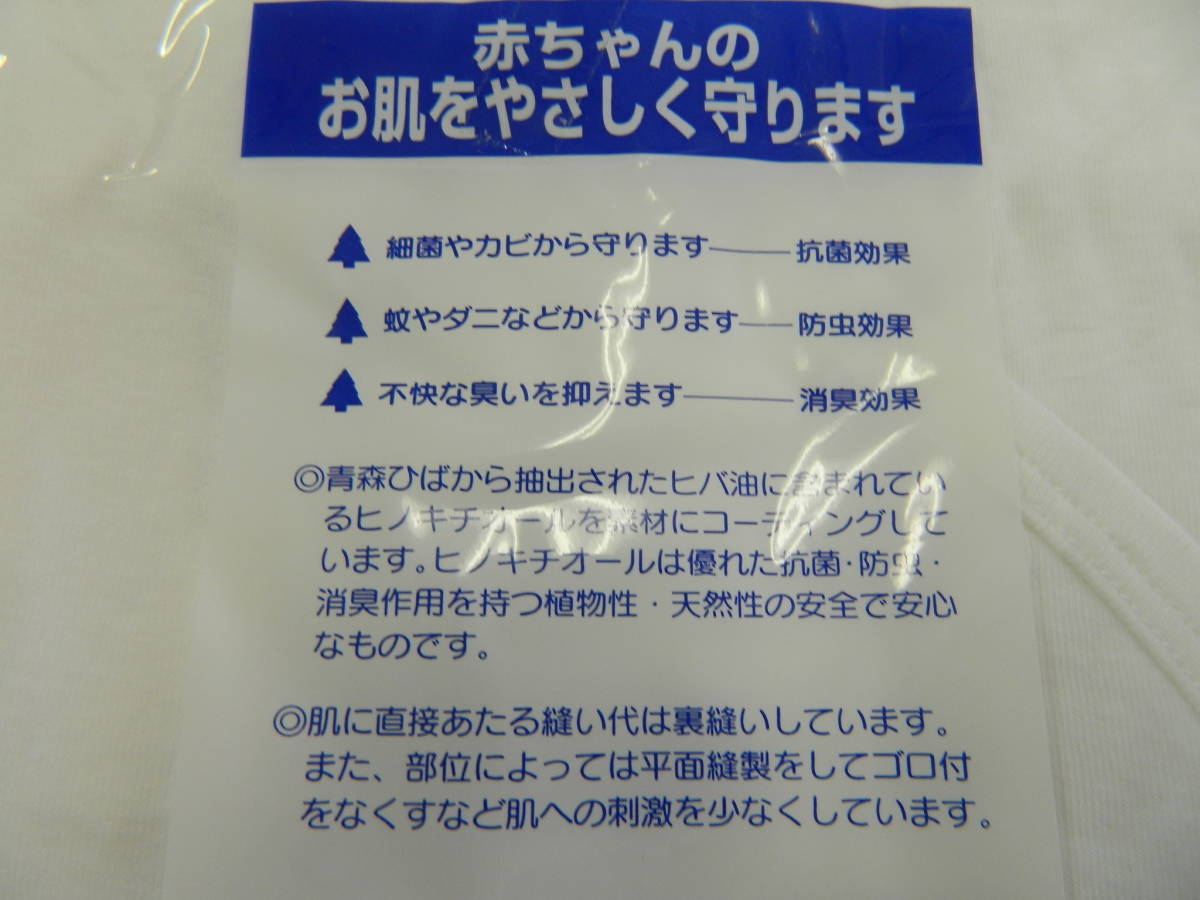 赤ちゃんの
お肌をやさしく守ります
細菌やカビから守ります――抗菌効果
蚊やダニなどから守ります――防虫効果
不快な臭いを抑えます――消臭効果
◎青森ひばから抽出されたヒバ油に含まれてい
るヒノキチオールを素材にコーティングして
います。ヒノキチオールは優れた抗菌・防虫・
消臭作用を持つ植物性・天然性の安全で安心
なものです。
◎肌に直接あたる縫い代は裏縫いしています。
また、部位によっては平面縫製をしてゴロ付
をなくすなど肌への刺激を少なくしています。